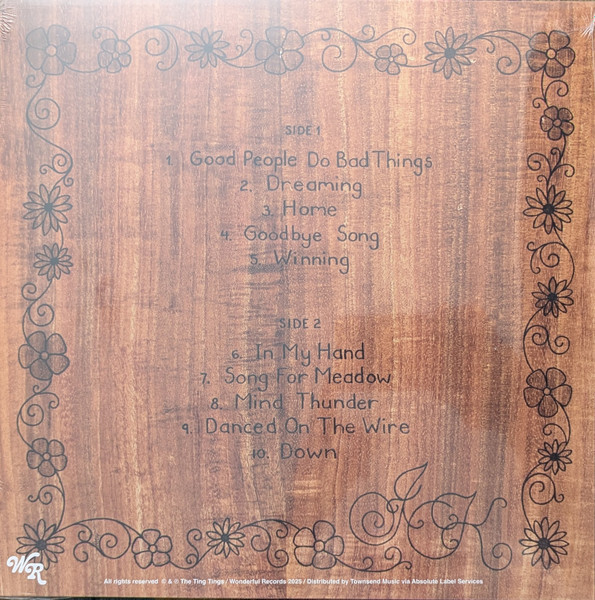 SIDE 1
1. Good People Do Bad Things
2. Dreaming
3. Home
4. Goodbye Song
5. Winning
SIDE 2
6. In My Hand
7. Song For Meadow
8. Mind Thunder
9. Danced On The Wire
10. Down
J K
WR
All rights reserved © & ℗ The Ting Tings / Wonderful Records 2025 / Distributed by Townsend Music via Absolute Label Services